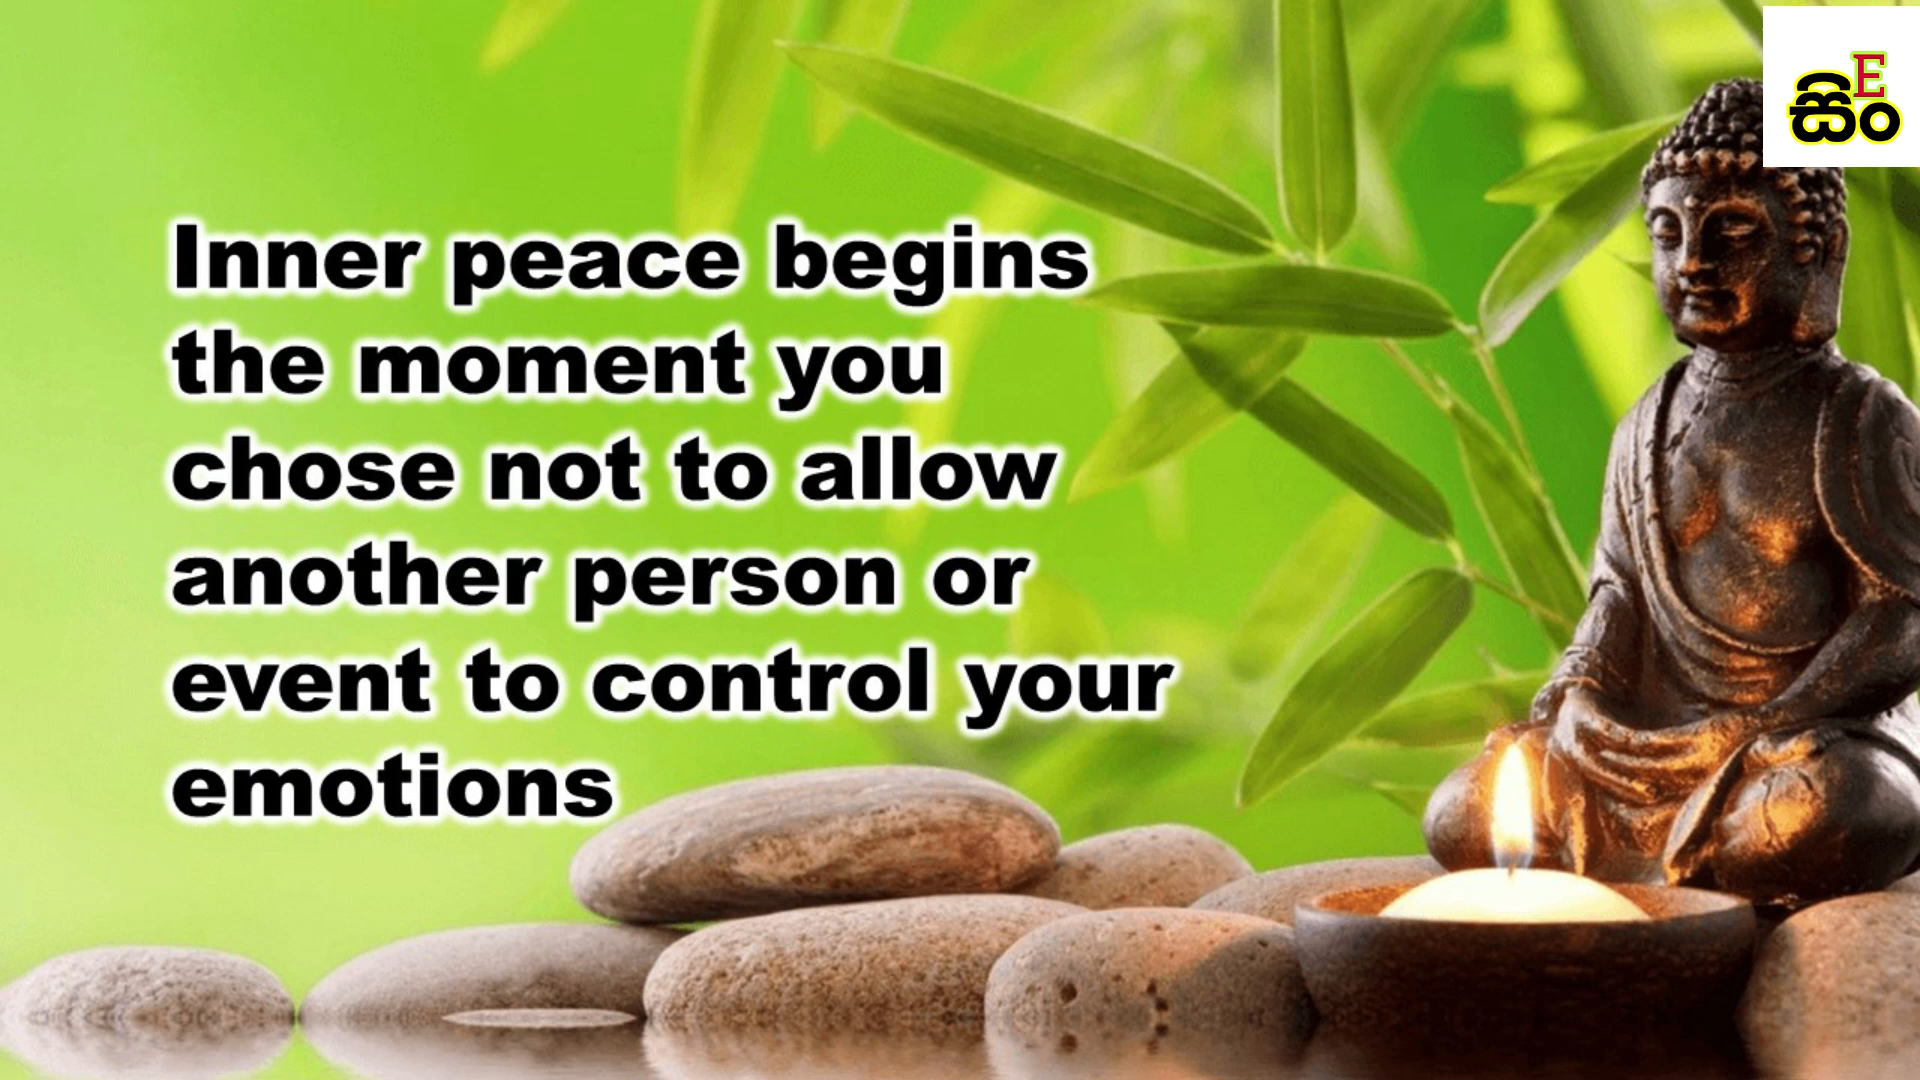 E
සිං
Inner peace begins
the moment you
chose not to allow
another person or
event to control your
emotions